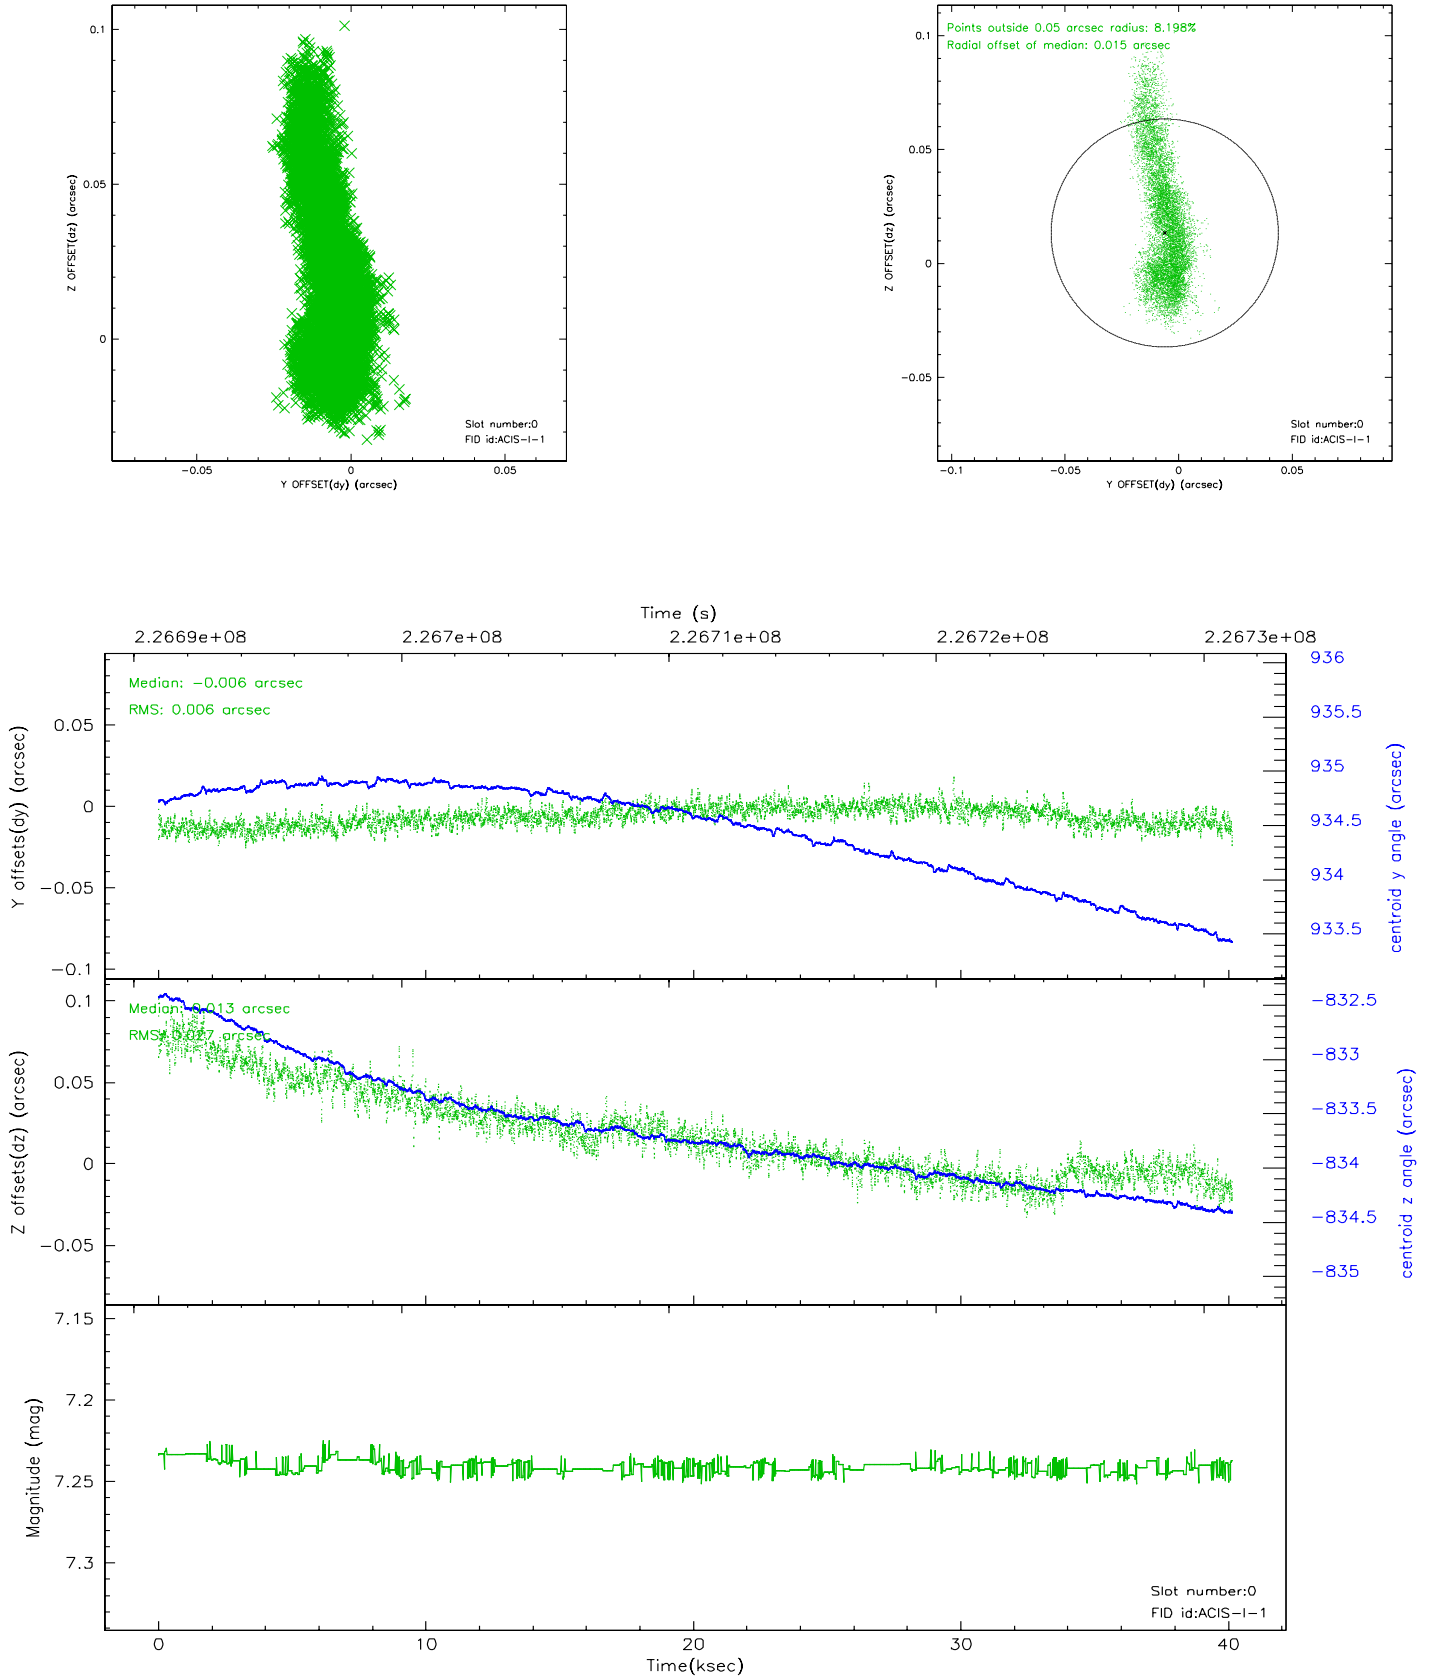 0.1
0.05
0
Z OFFSET(dz) (arcsec)
Slot number:0
FID id:ACIS-I-1
-0.05
0
0.05
Y OFFSET(dy) (arcsec)
Points outside 0.05 arcsec radius: 8.198%
Radial offset of median: 0.015 arcsec
0.1
0.05
0
-0.05
Z OFFSET(dz) (arcsec)
Slot number:0
FID id:ACIS-I-1
-0.1
-0.05
0
0.05
Y OFFSET(dy) (arcsec)
Time (s)
2.2669e+08
2.267e+08
2.2671e+08
2.2672e+08
2.2673e+08
Median: -0.006 arcsec
RMS: 0.006 arcsec
0.05
0
-0.05
-0.1
Y offsets(dy) (arcsec)
936
935.5
935
934.5
934
933.5
centroid y angle (arcsec)
Median: 0.013 arcsec
RMS: 0.027 arcsec
0.1
0.05
0
-0.05
Z offsets(dz) (arcsec)
-832.5
-833
-833.5
-834
-834.5
-835
centroid z angle (arcsec)
7.15
7.2
7.25
7.3
Magnitude (mag)
Slot number:0
FID id:ACIS-I-1
0
10
20
30
40
Time(ksec)